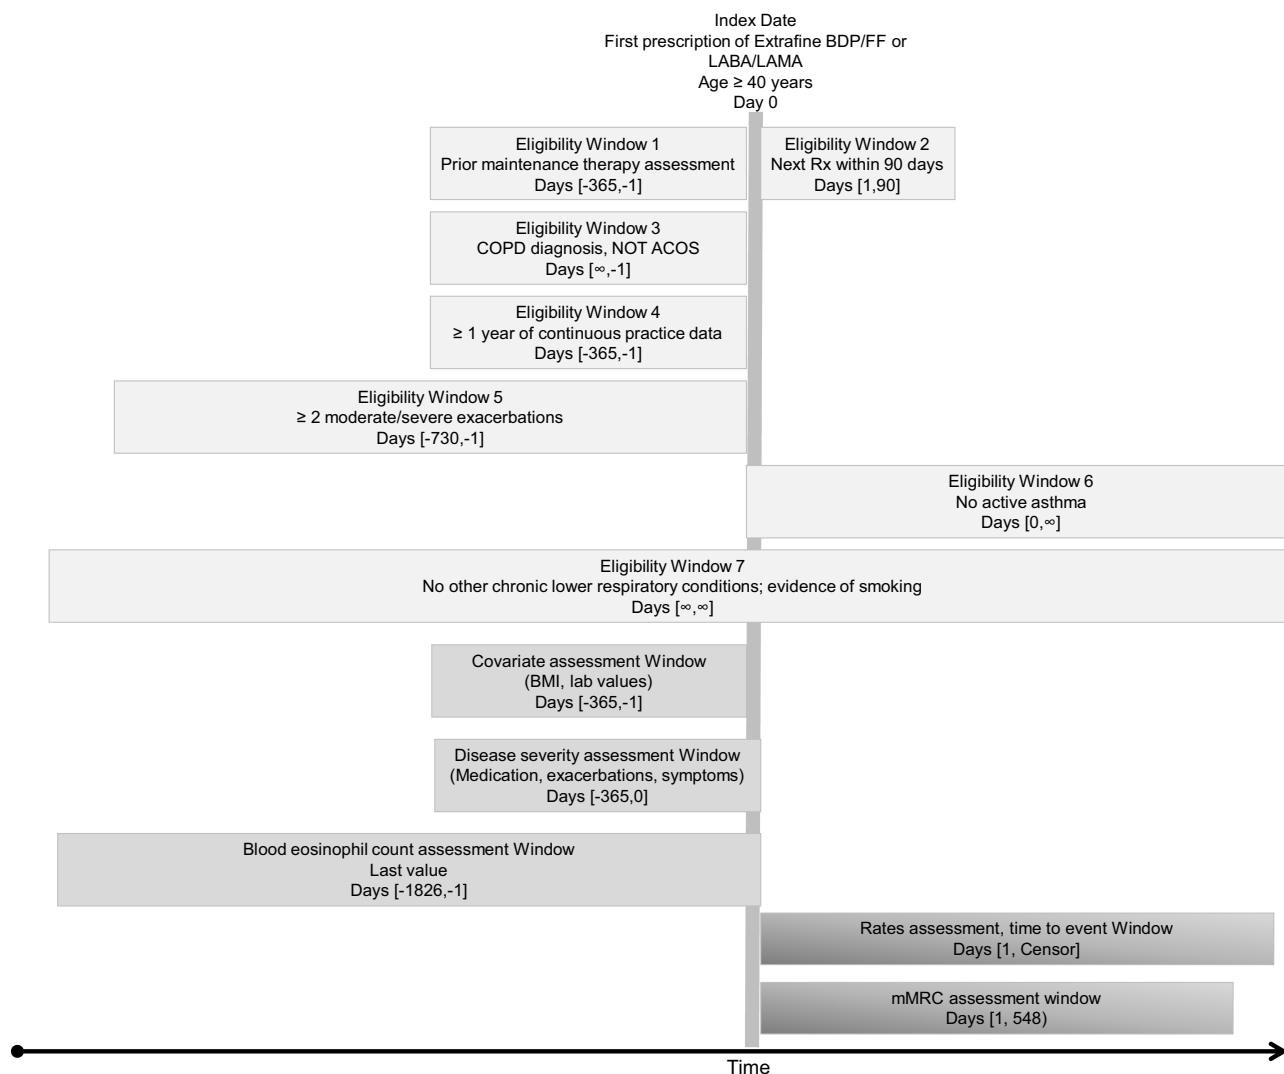 Index Date
First prescription of Extrafine BDP/FF or
LABA/LAMA
Age ≥ 40 years
Day 0
Eligibility Window 1
Prior maintenance therapy assessment
Days [-365,-1]
Eligibility Window 2
Next Rx within 90 days
Days [1,90]
Eligibility Window 3
COPD diagnosis, NOT ACOS
Days [∞,-1]
Eligibility Window 4
≥ 1 year of continuous practice data
Days [-365,-1]
Eligibility Window 5
≥ 2 moderate/severe exacerbations
Days [-730,-1]
Eligibility Window 6
No active asthma
Days [0,∞]
Eligibility Window 7
No other chronic lower respiratory conditions; evidence of smoking
Days [∞,∞]
Covariate assessment Window
(BMI, lab values)
Days [-365,-1]
Disease severity assessment Window
(Medication, exacerbations, symptoms)
Days [-365,0]
Blood eosinophil count assessment Window
Last value
Days [-1826,-1]
Rates assessment, time to event Window
Days [1, Censor]
mMRC assessment window
Days [1, 548)
Time